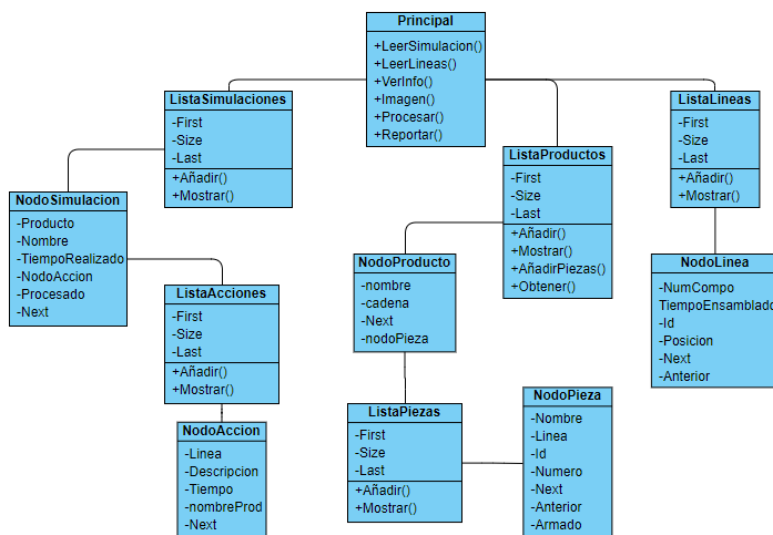 Principal
+LeerSimulacion()
+LeerLineas()
+VerInfo()
+Imagen()
+Procesar()
+Reportar()
ListaSimulaciones
-First
-Size
-Last
+Añadir()
+Mostrar()
ListaLineas
-First
-Size
-Last
+Añadir()
+Mostrar()
ListaProductos
-First
-Size
-Last
+Añadir()
+Mostrar()
+AñadirPiezas()
+Obtener()
NodoSimulacion
-Producto
-Nombre
-TiempoRealizado
-NodoAccion
-Procesado
-Next
NodoProducto
-nombre
-cadena
-Next
-nodoPieza
NodoLinea
-NumCompo
TiempoEnsamblado
-Id
-Posicion
-Next
-Anterior
ListaAcciones
-First
-Size
-Last
+Añadir()
+Mostrar()
ListaPiezas
-First
-Size
-Last
+Añadir()
+Mostrar()
NodoPieza
-Nombre
-Linea
-Id
-Numero
-Next
-Anterior
-Armado
NodoAccion
-Linea
-Descripcion
-Tiempo
-nombreProd
-Next